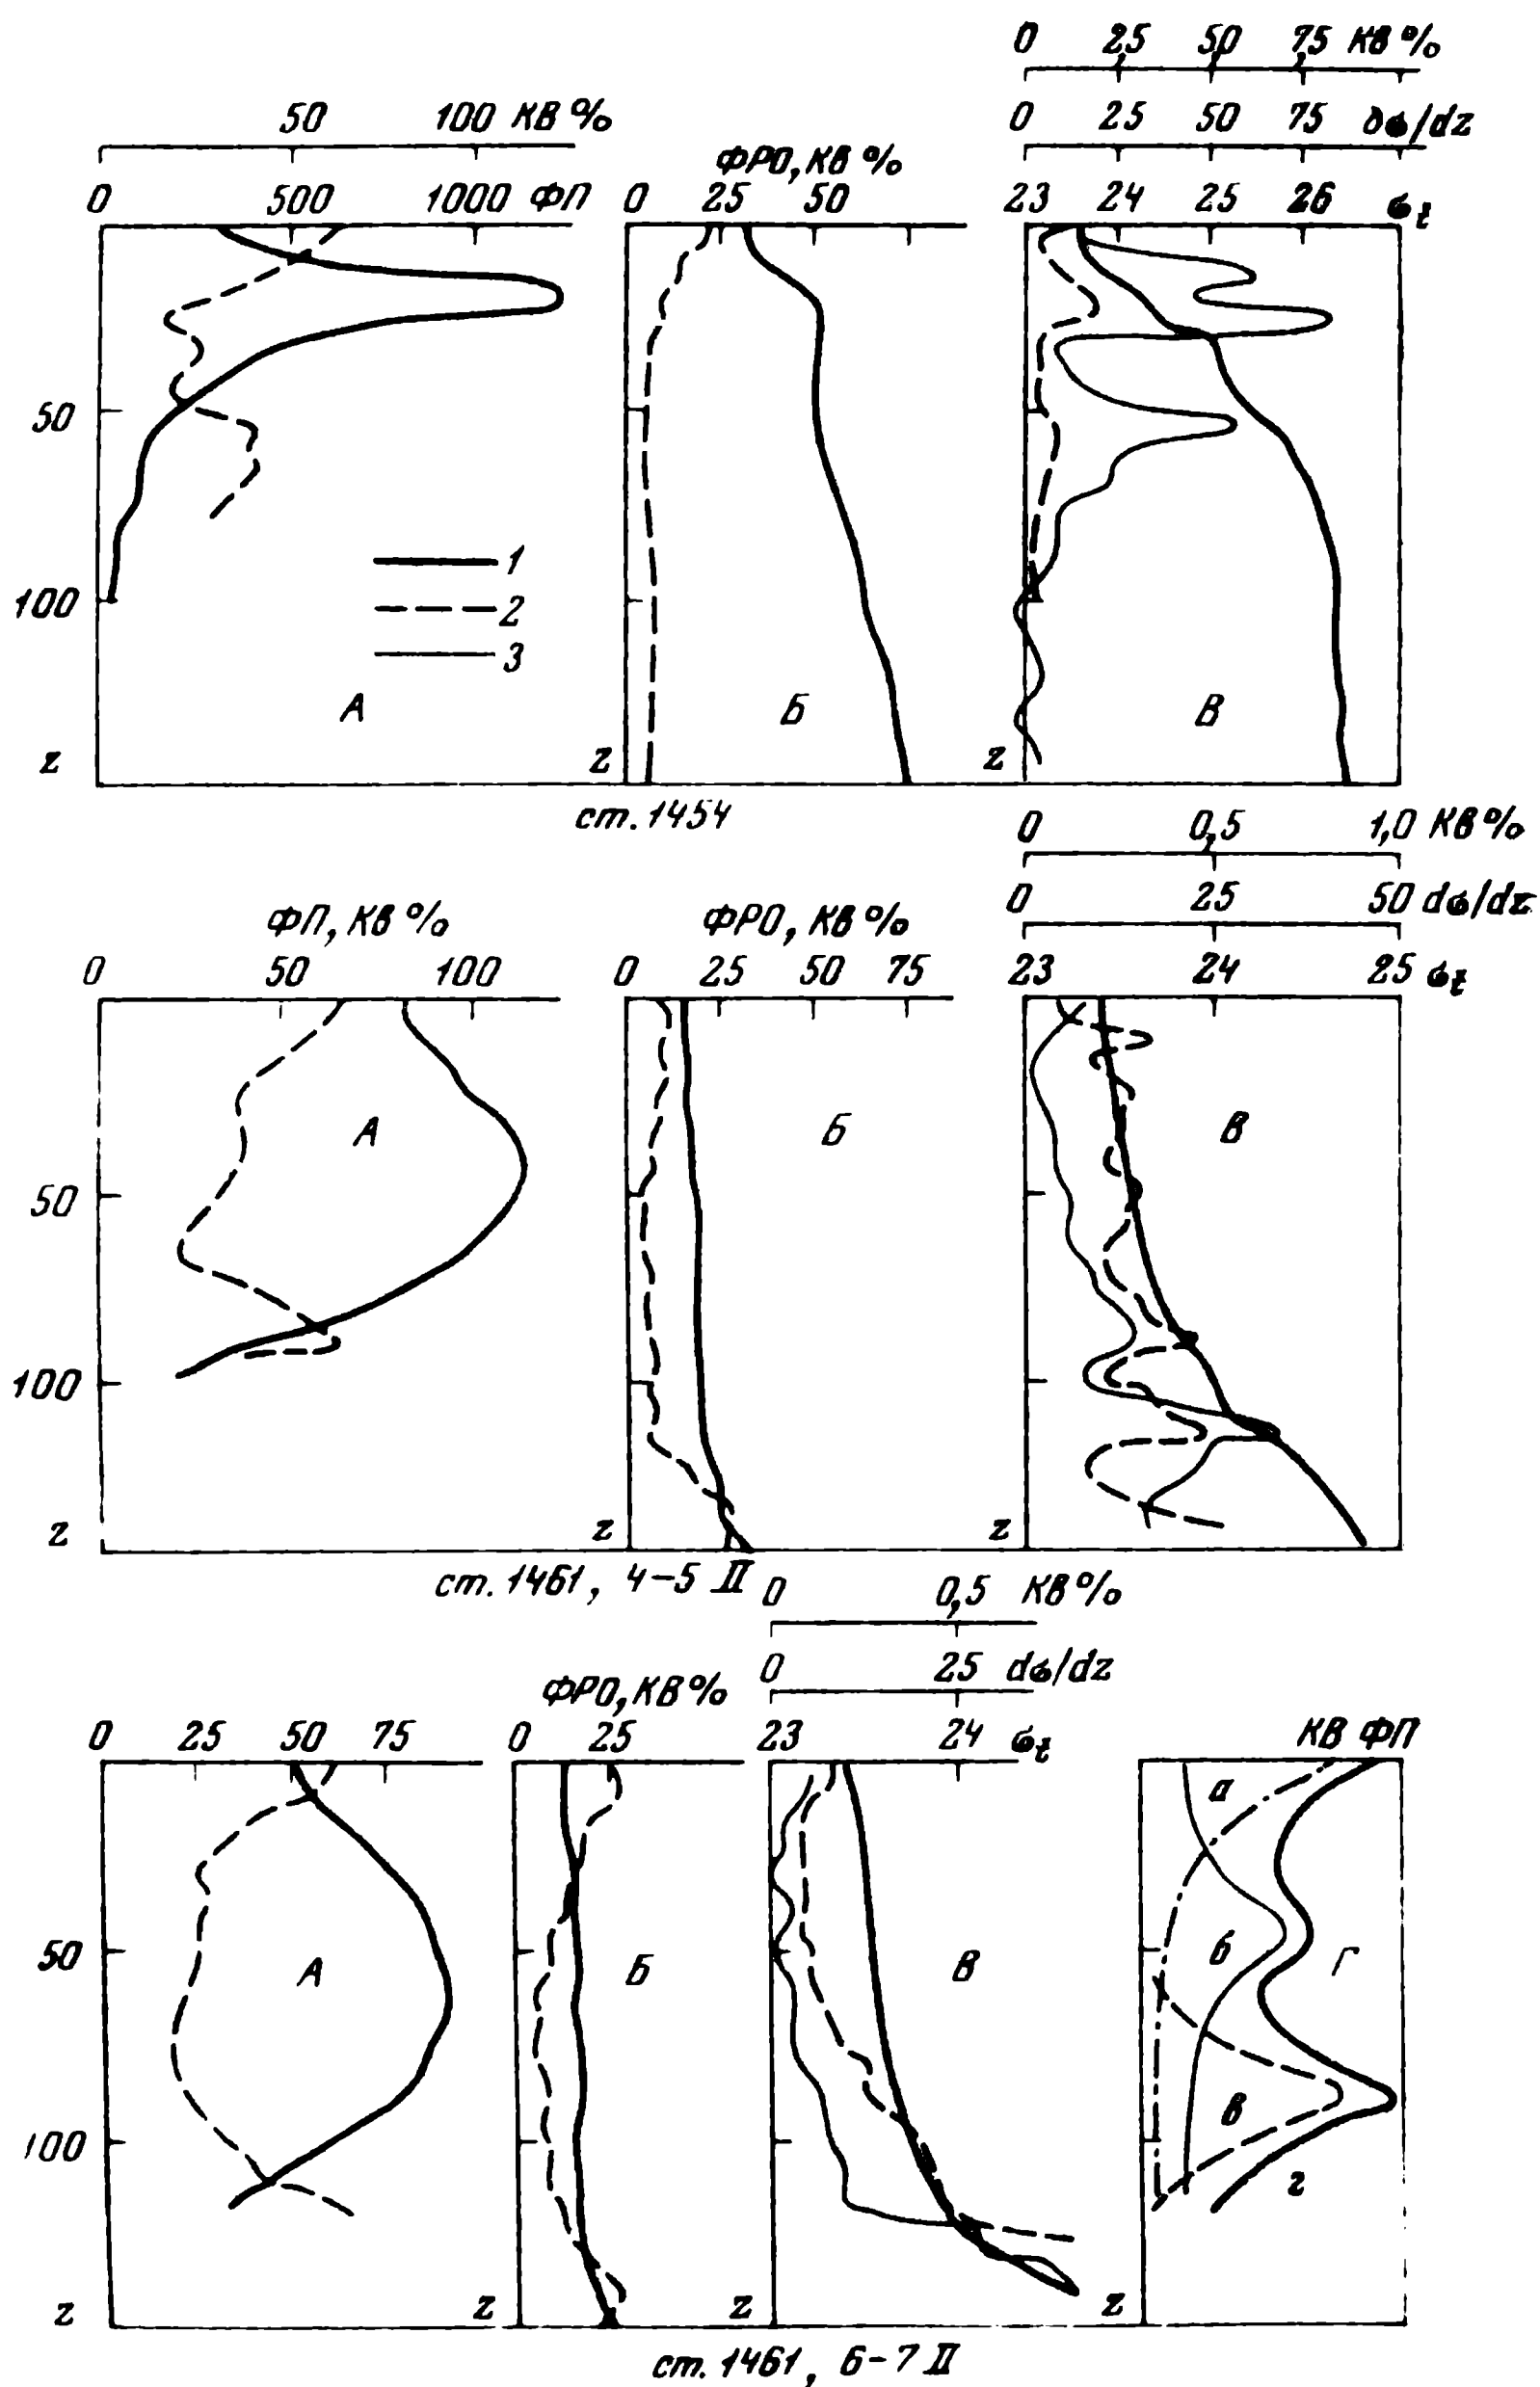 0 25 50 75 КВ %
50 100 КВ %
0 25 50 75 dσ/dz
ФРО, КВ %
0 500 1000 ФП
0 25 50
23 24 25 26 σt
50
100
z
1
2
3
А
z
Б
z
В
ст. 1454
0 0,5 1,0 КВ %
0 25 50 dσ/dz
ФП, КВ %
ФРО, КВ %
0 50 100
0 25 50 75
23 24 25 σt
50
100
z
А
z
Б
z
В
ст. 1461, 4-5 II
0 0,5 КВ %
0 25 dσ/dz
ФРО, КВ %
0 25 50 75
0 25
23 24 σt
КВ ФП
50
100
z
А
z
Б
z
В
z
а
б
в
г
Г
ст. 1461, 6-7 II